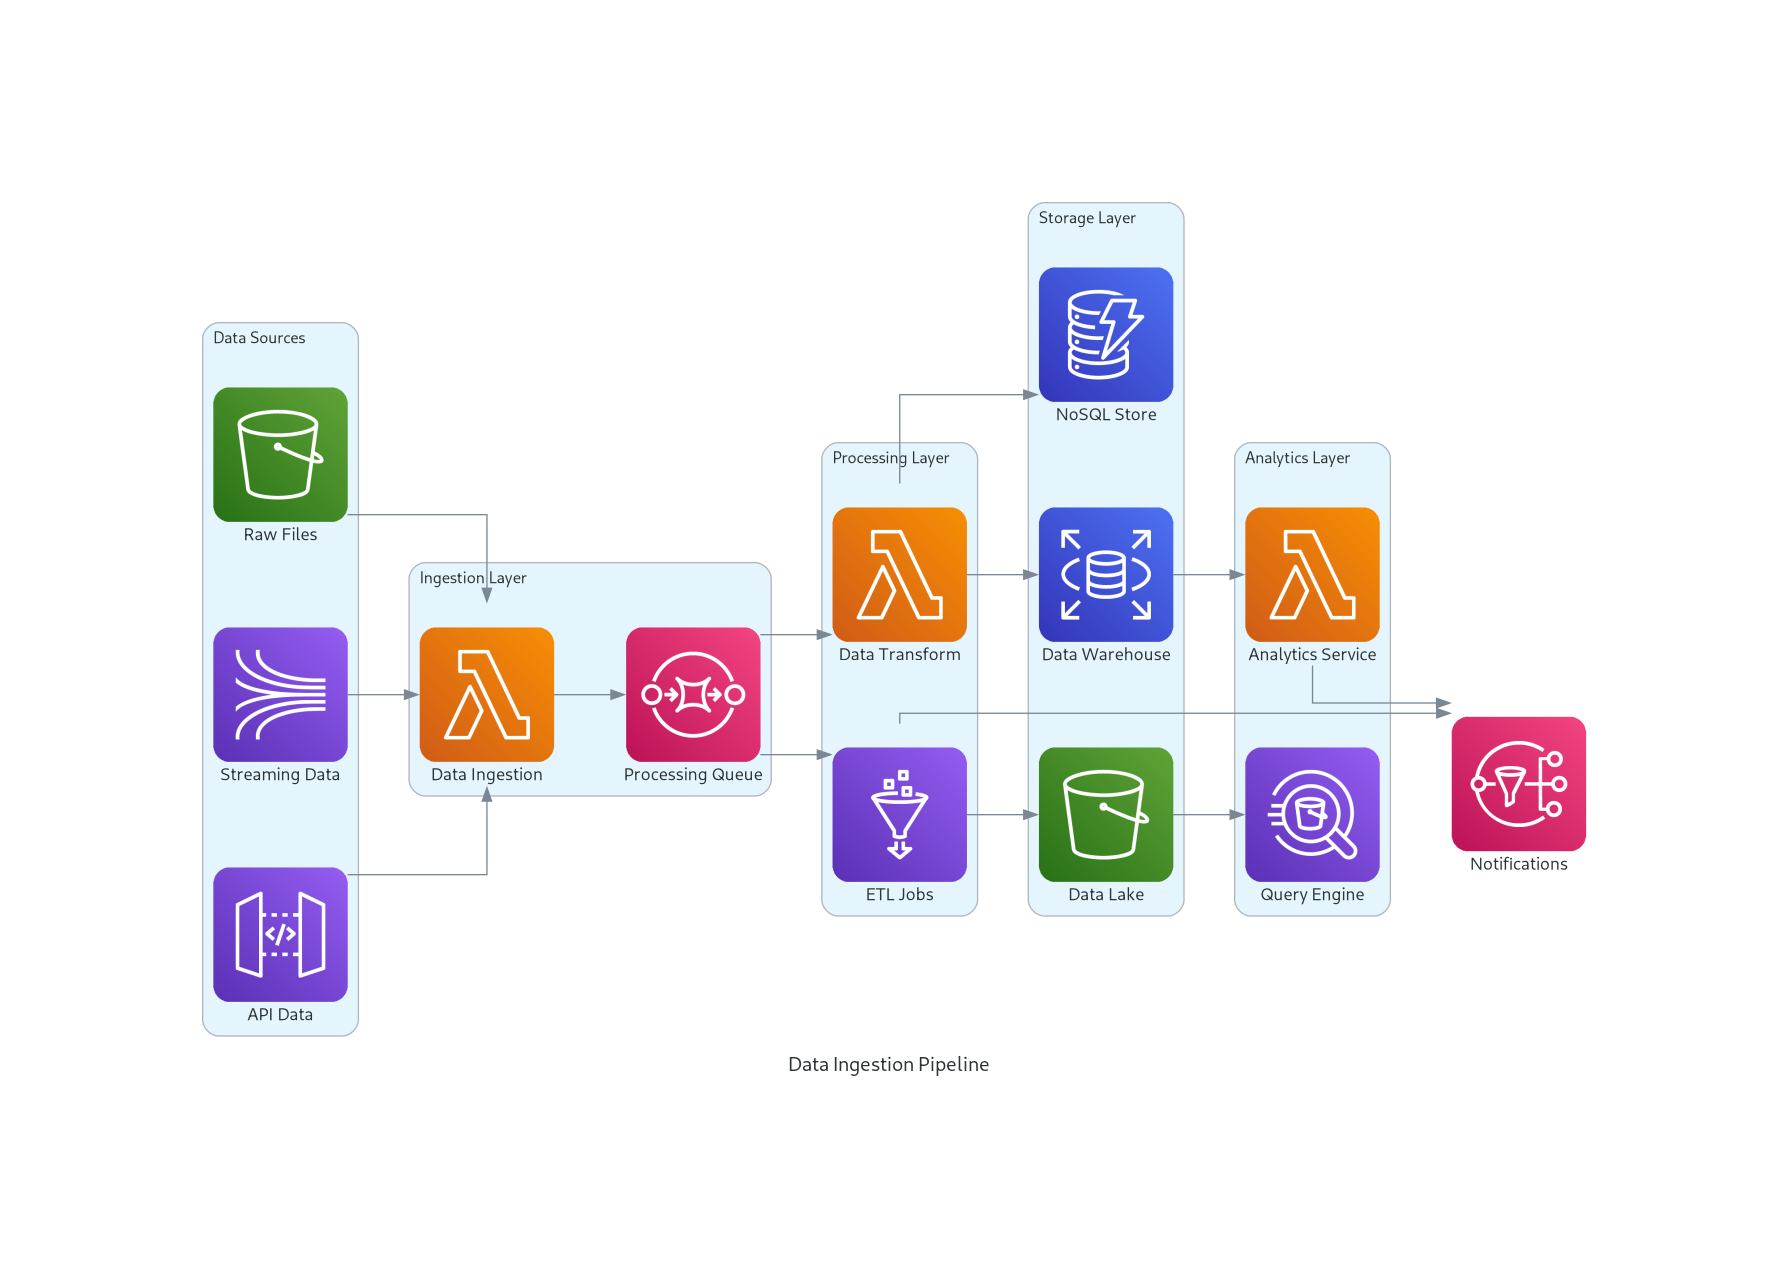 Data Sources
Raw Files
Streaming Data
API Data
Ingestion Layer
Data Ingestion
Processing Queue
Processing Layer
Data Transform
ETL Jobs
Storage Layer
NoSQL Store
Data Warehouse
Data Lake
Analytics Layer
Analytics Service
Query Engine
Notifications
Data Ingestion Pipeline